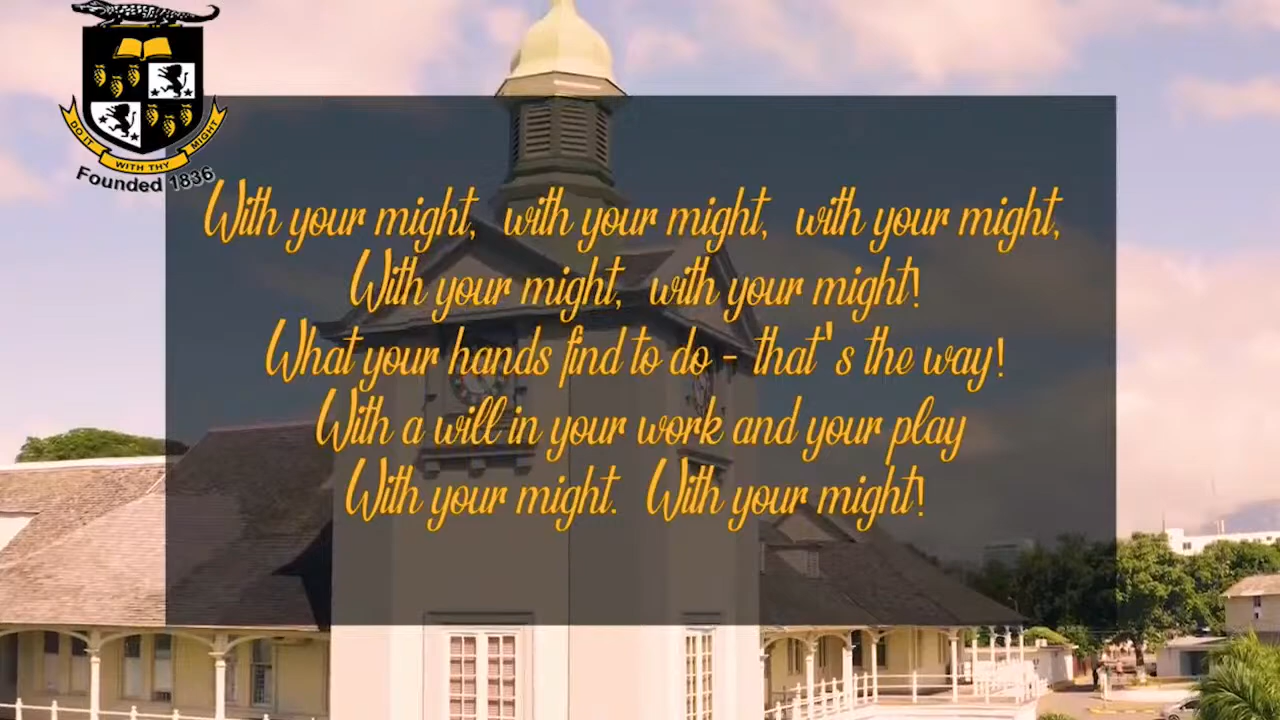 DO IT WITH THY MIGHT
Founded 1836
With your might, with your might, with your might,
With your might, with your might!
What your hands find to do - that's the way!
With a will in your work and your play
With your might. With your might!